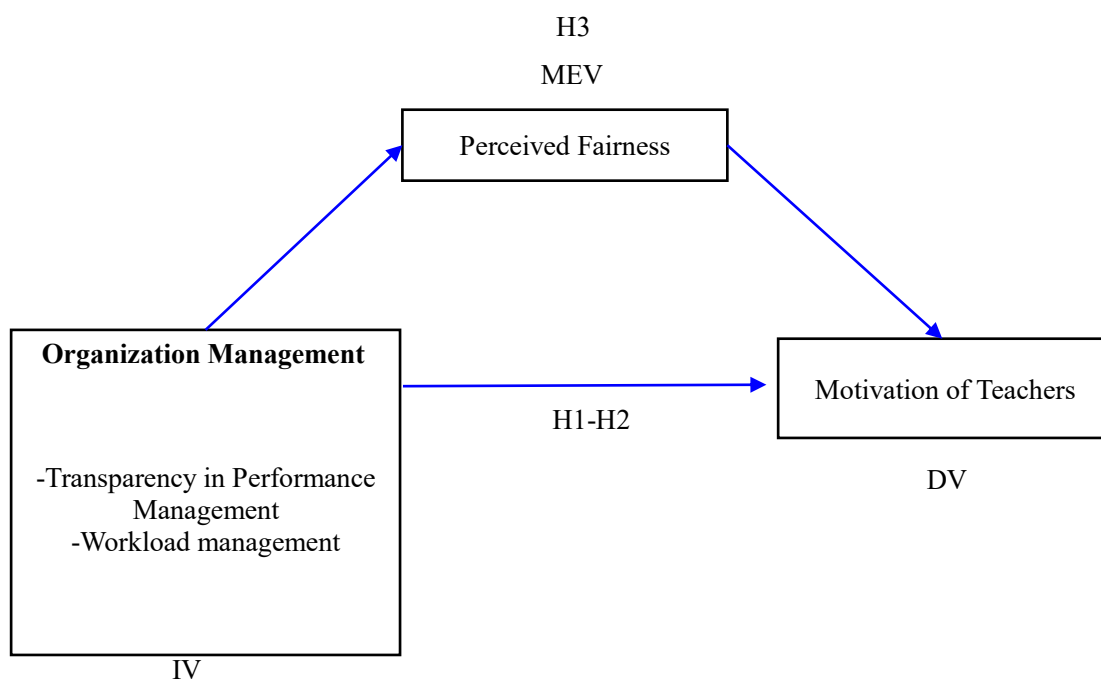 H3
MEV
Perceived Fairness
Organization Management
-Transparency in Performance
Management
-Workload management
IV
H1-H2
Motivation of Teachers
DV